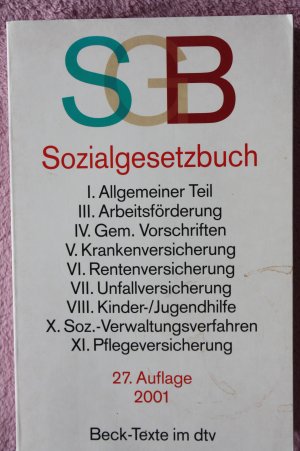 SGB
Sozialgesetzbuch
I. Allgemeiner Teil
III. Arbeitsförderung
IV. Gem. Vorschriften
V. Krankenversicherung
VI. Rentenversicherung
VII. Unfallversicherung
VIII. Kinder-/Jugendhilfe
X. Soz.-Verwaltungsverfahren
XI. Pflegeversicherung
27. Auflage
2001
Beck-Texte im dtv